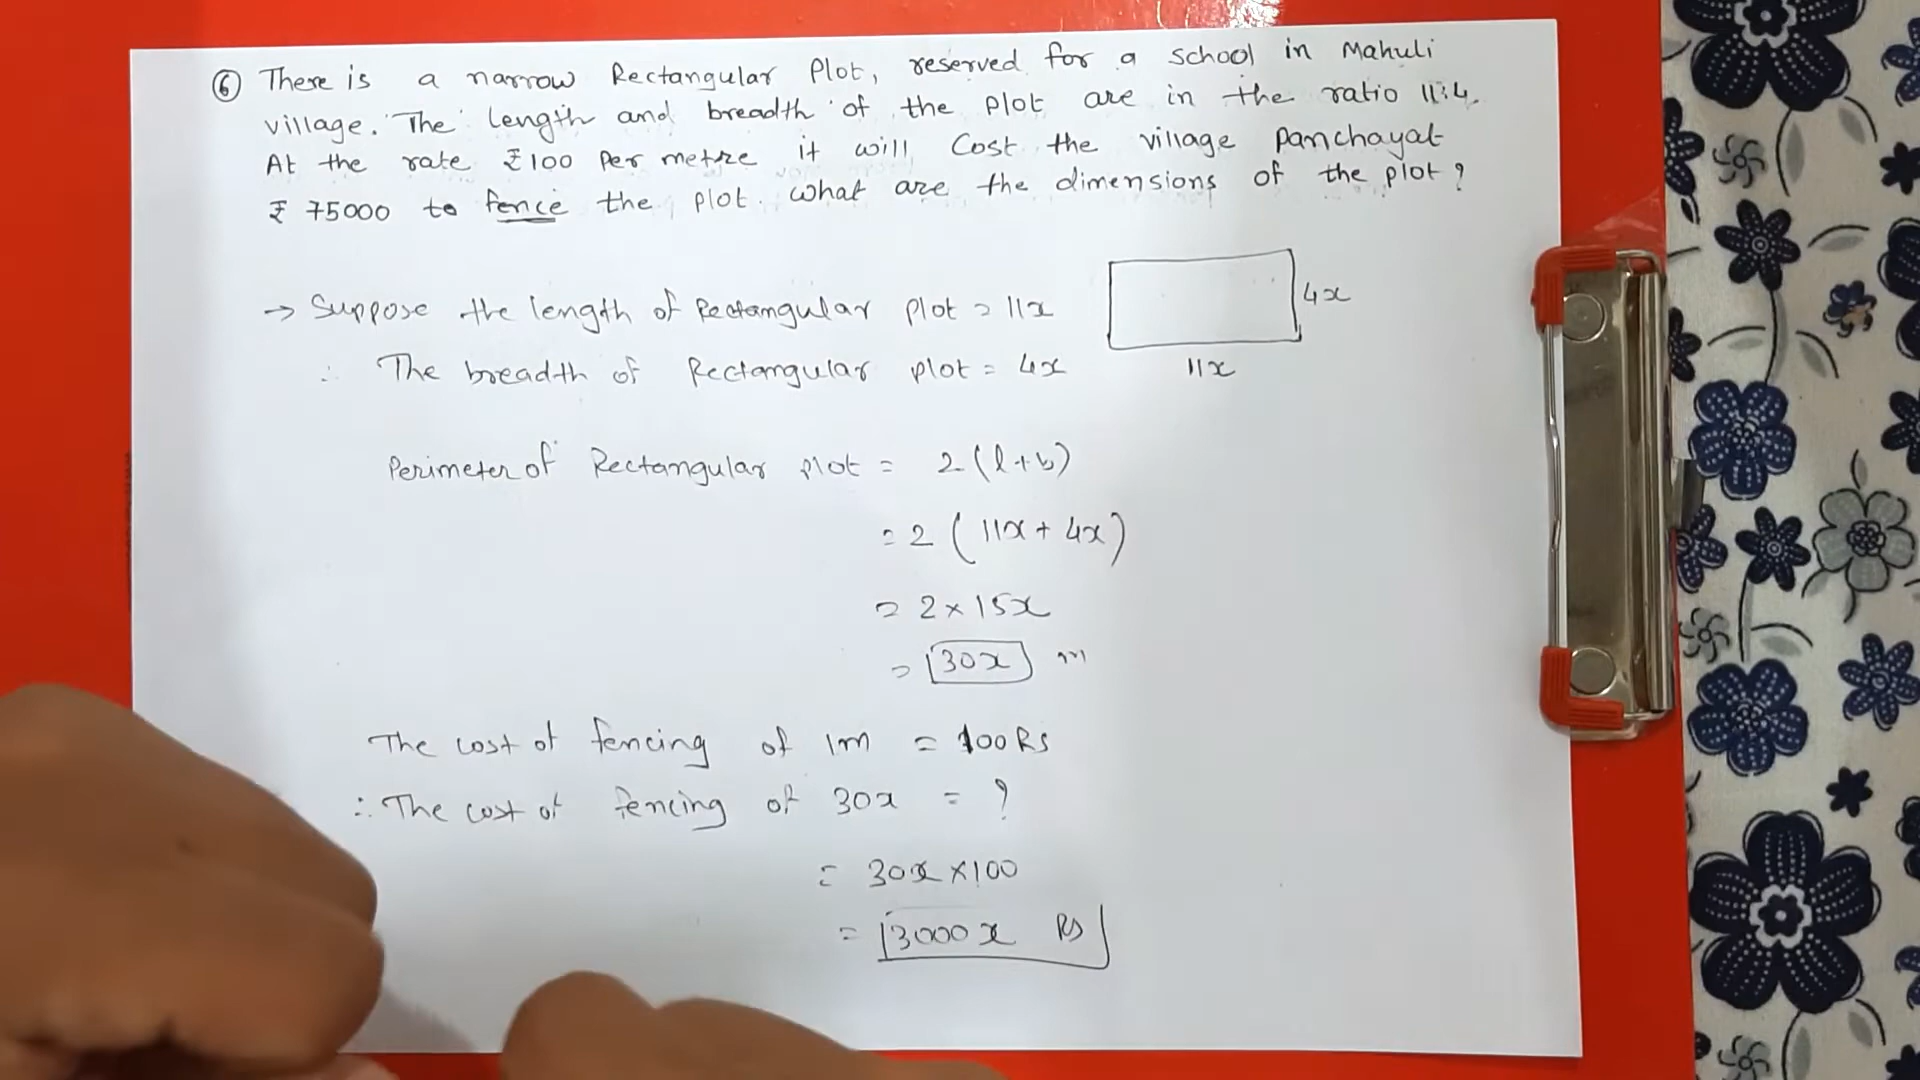 ⑥ There is a narrow Rectangular Plot, reserved for a school in Mahuli
village. The length and breadth of the plot are in the ratio 11:4.
At the rate ₹100 Per metre it will Cost the village Panchayat
₹ 75000 to fence the plot. what are the dimensions of the plot?
→ Suppose the length of Rectangular plot = 11x
4x
∴ The breadth of Rectangular plot = 4x
11x
Perimeter of Rectangular plot = 2(l+b)
= 2 (11x + 4x)
= 2 × 15x
= 30x m
The cost of fencing of 1m = 100 Rs
∴ The cost of fencing of 30x = ?
= 30x × 100
= 3000x Rs